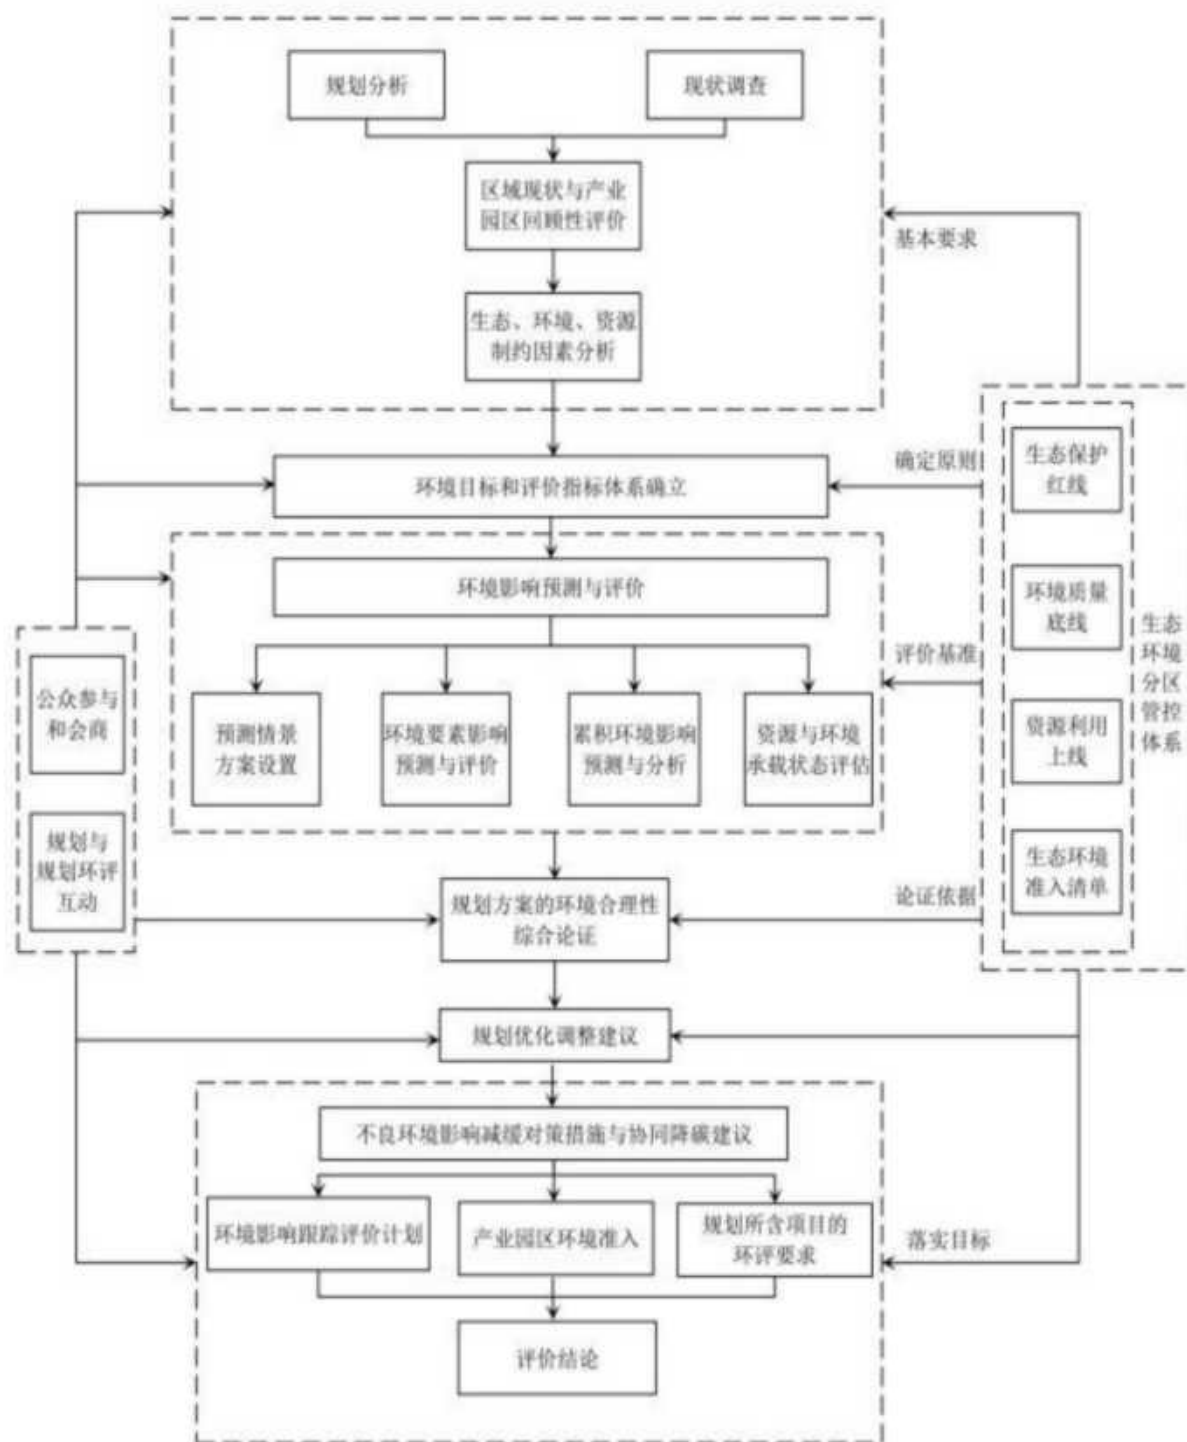 规划分析
现状调查
区域现状与产业
园区回顾性评价
基本要求
生态、环境、资源
制约因素分析
确定原则
环境目标和评价指标体系确立
生态保护
红线
环境影响预测与评价
环境质量
底线
生态
环境
分区
管控
体系
评价基准
公众参与
和会商
预测情景
方案设置
环境要素影响
预测与评价
累积环境影响
预测与分析
资源与环境
承载状态评估
资源利用
上线
规划与
规划环评
互动
生态环境
准入清单
规划方案的环境合理性
综合论证
论证依据
规划优化调整建议
不良环境影响减缓对策措施与协同降碳建议
环境影响跟踪评价计划
产业园区环境准入
规划所含项目的
环评要求
落实目标
评价结论